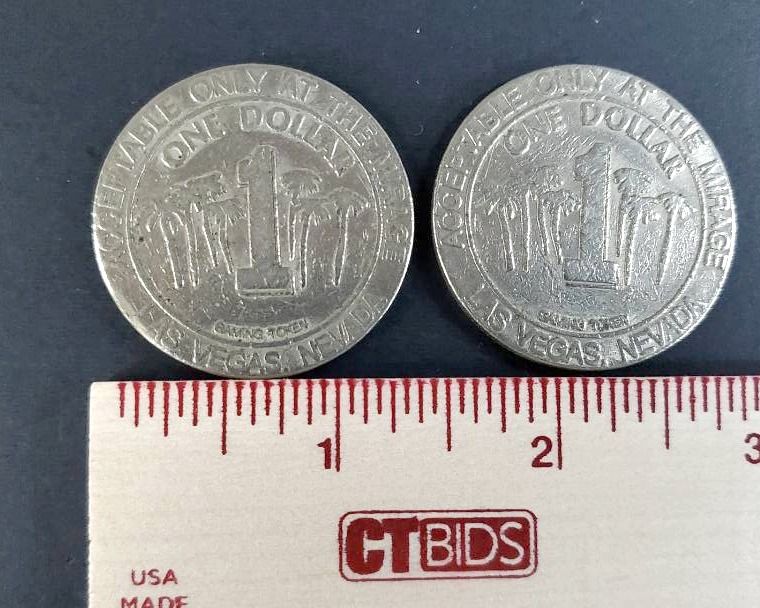 ACCEPTABLE ONLY AT THE MIRAGE
ONE DOLLAR
1
GAMING TOKEN
LAS VEGAS, NEVADA
ACCEPTABLE ONLY AT THE MIRAGE
ONE DOLLAR
1
GAMING TOKEN
LAS VEGAS, NEVADA
1 2 3
CTBIDS
USA
MADE